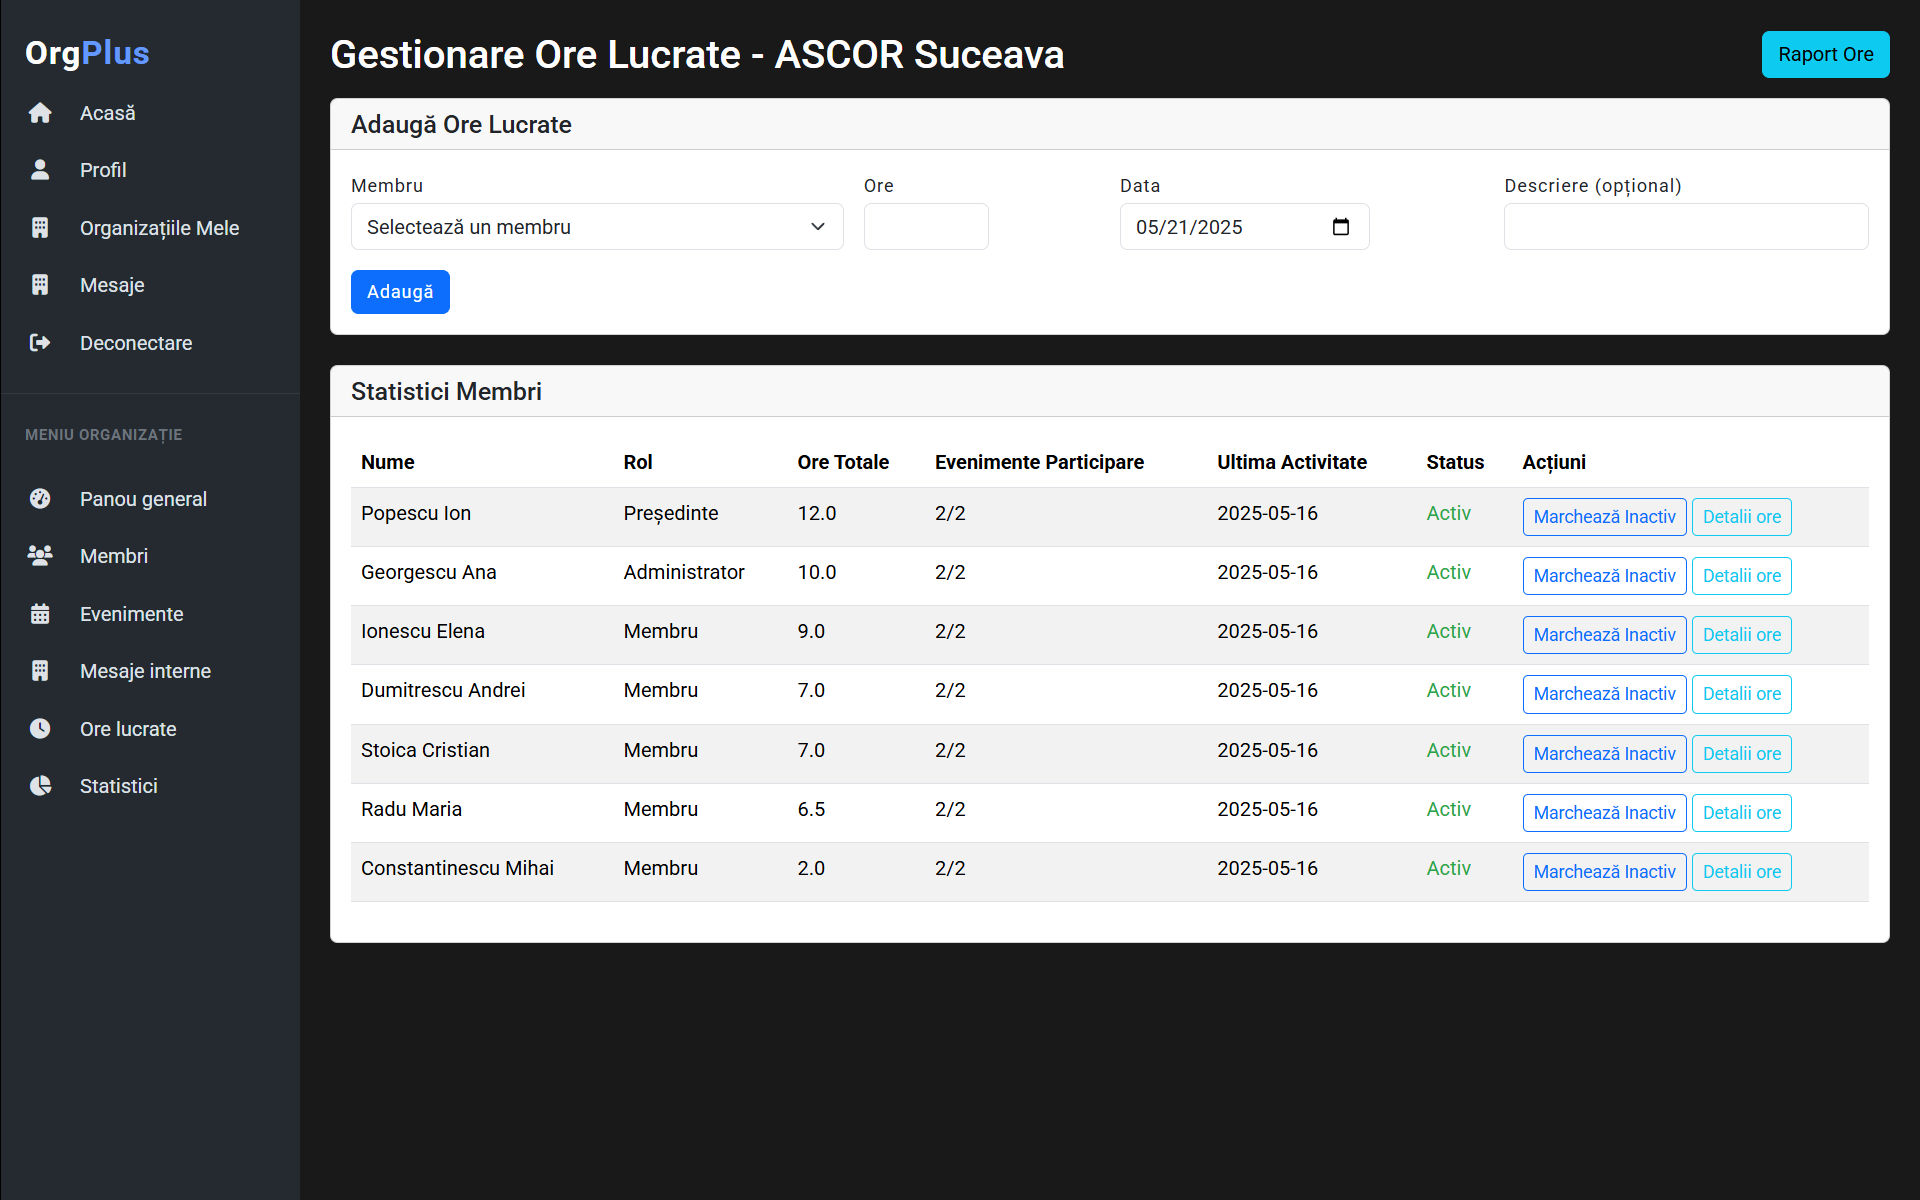 OrgPlus
Acasă
Profil
Organizațiile Mele
Mesaje
Deconectare
MENIU ORGANIZAȚIE
Panou general
Membri
Evenimente
Mesaje interne
Ore lucrate
Statistici
Gestionare Ore Lucrate - ASCOR Suceava
Raport Ore
Adaugă Ore Lucrate
Membru Ore Data Descriere (opțional)
Selectează un membru 05/21/2025
Adaugă
Statistici Membri
Nume Rol Ore Totale Evenimente Participare Ultima Activitate Status Acțiuni
Popescu Ion Președinte 12.0 2/2 2025-05-16 Activ Marchează Inactiv Detalii ore
Georgescu Ana Administrator 10.0 2/2 2025-05-16 Activ Marchează Inactiv Detalii ore
Ionescu Elena Membru 9.0 2/2 2025-05-16 Activ Marchează Inactiv Detalii ore
Dumitrescu Andrei Membru 7.0 2/2 2025-05-16 Activ Marchează Inactiv Detalii ore
Stoica Cristian Membru 7.0 2/2 2025-05-16 Activ Marchează Inactiv Detalii ore
Radu Maria Membru 6.5 2/2 2025-05-16 Activ Marchează Inactiv Detalii ore
Constantinescu Mihai Membru 2.0 2/2 2025-05-16 Activ Marchează Inactiv Detalii ore